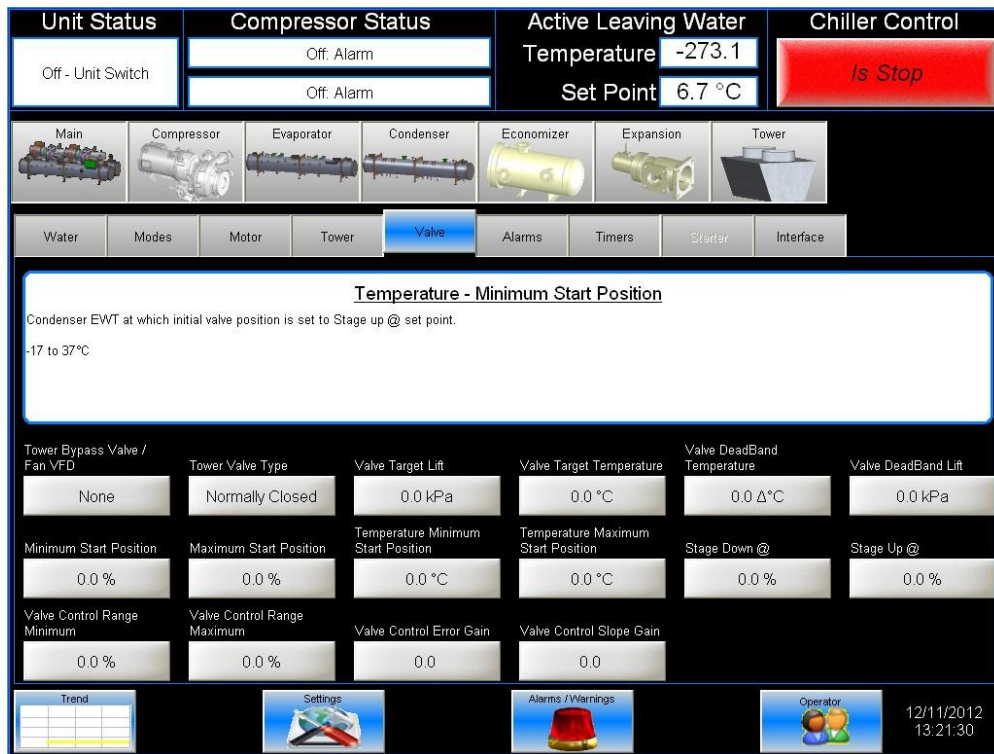 Unit Status
Compressor Status
Active Leaving Water
Chiller Control
Off - Unit Switch
Off: Alarm
Off: Alarm
Temperature
-273.1
Set Point
6.7 °C
Is Stop
Main
Compressor
Evaporator
Condenser
Economizer
Expansion
Tower
Water
Modes
Motor
Tower
Valve
Alarms
Timers
Starter
Interface
Temperature - Minimum Start Position
Condenser EWT at which initial valve position is set to Stage up @ set point.
-17 to 37°C
Tower Bypass Valve /
Fan VFD
Tower Valve Type
Valve Target Lift
Valve Target Temperature
Valve DeadBand
Temperature
Valve DeadBand Lift
None
Normally Closed
0.0 kPa
0.0 °C
0.0 Δ°C
0.0 kPa
Minimum Start Position
Maximum Start Position
Temperature Minimum
Start Position
Temperature Maximum
Start Position
Stage Down @
Stage Up @
0.0 %
0.0 %
0.0 °C
0.0 °C
0.0 %
0.0 %
Valve Control Range
Minimum
Valve Control Range
Maximum
Valve Control Error Gain
Valve Control Slope Gain
0.0 %
0.0 %
0.0
0.0
Trend
Settings
Alarms / Warnings
Operator
12/11/2012
13:21:30